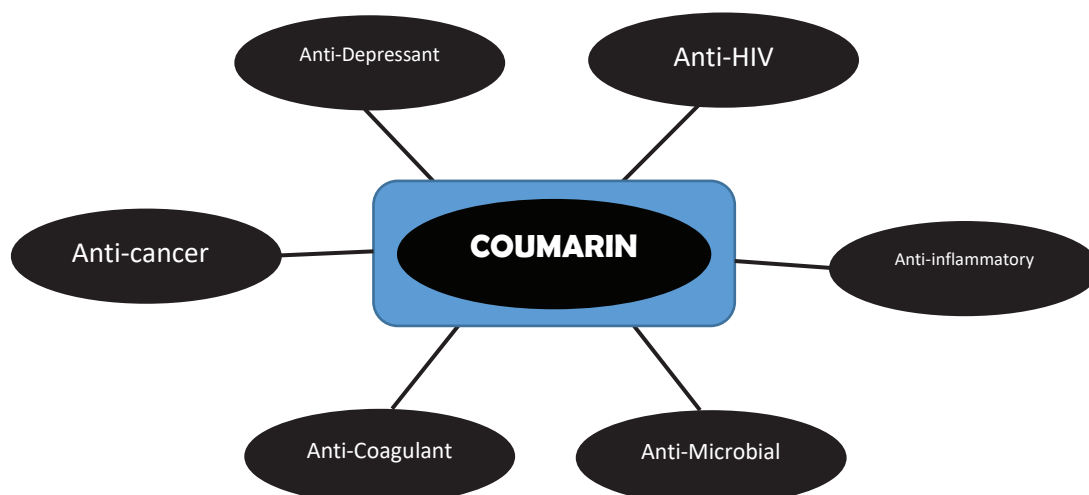 Anti-Depressant
Anti-HIV
Anti-cancer
COUMARIN
Anti-inflammatory
Anti-Coagulant
Anti-Microbial